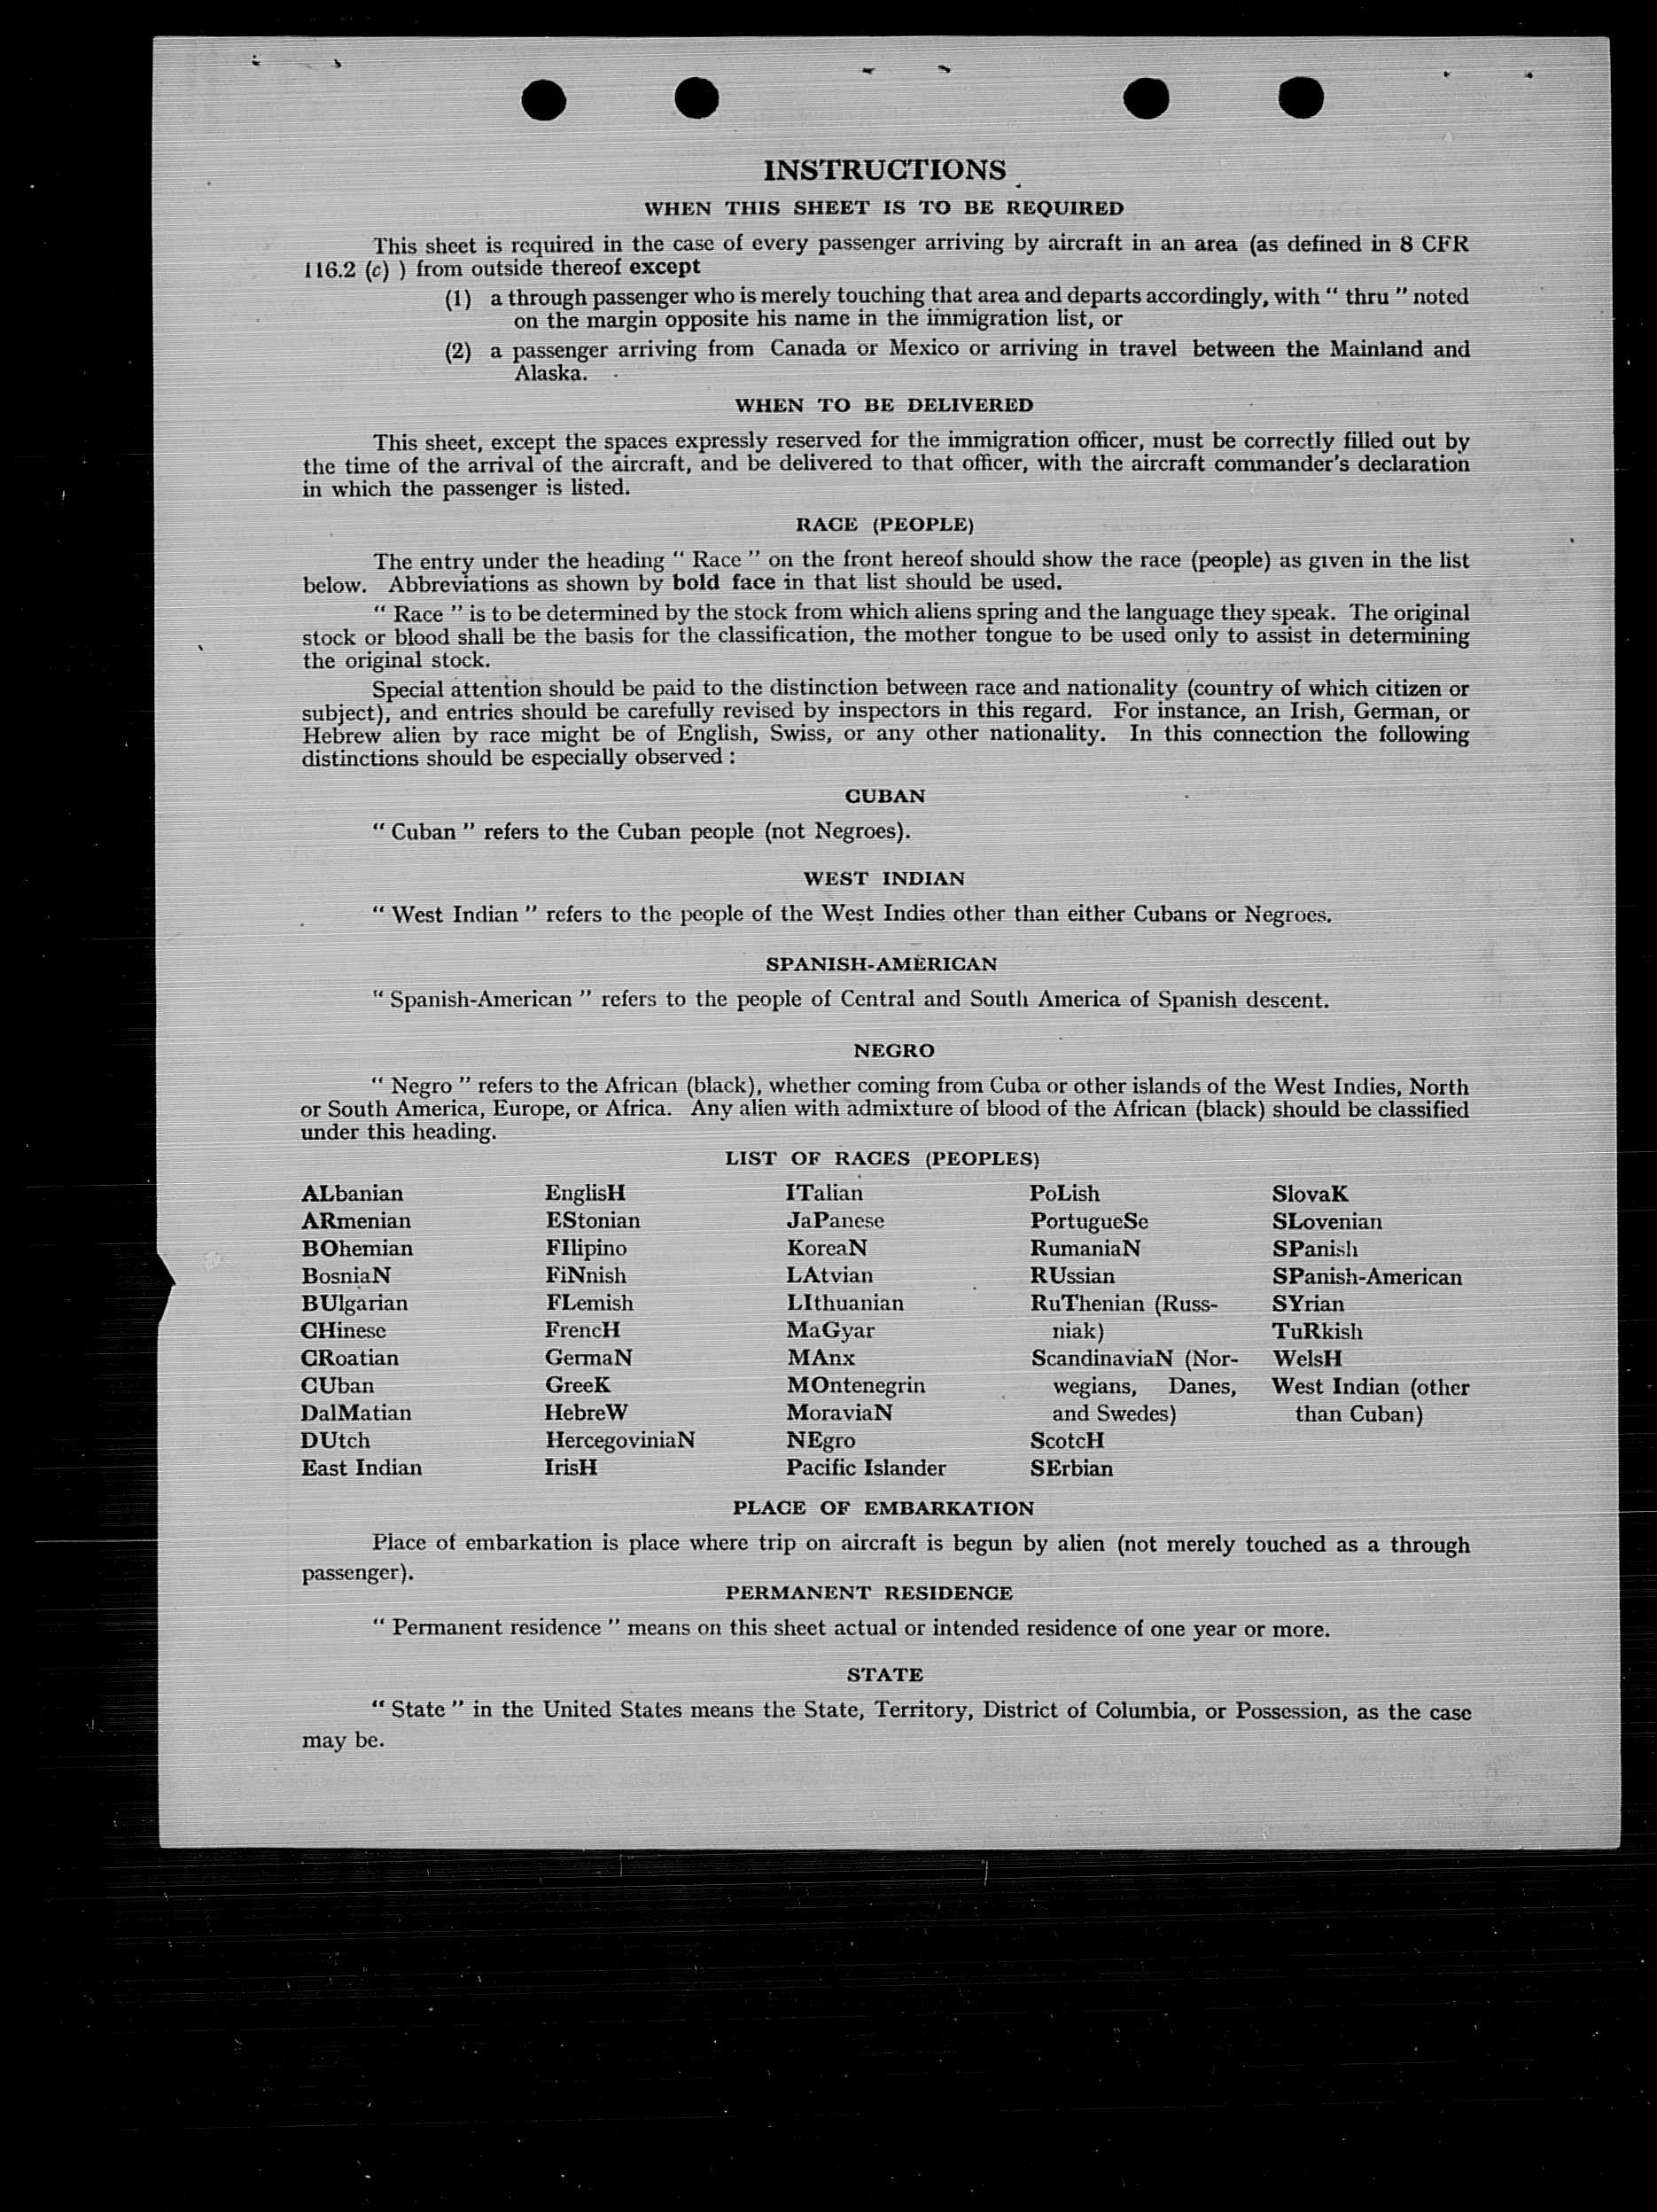 INSTRUCTIONS
WHEN THIS SHEET IS TO BE REQUIRED
This sheet is required in the case of every passenger arriving by aircraft in an area (as defined in 8 CFR
116.2 (c) ) from outside thereof except
(1) a through passenger who is merely touching that area and departs accordingly, with “ thru ” noted
on the margin opposite his name in the immigration list, or
(2) a passenger arriving from Canada or Mexico or arriving in travel between the Mainland and
Alaska.
WHEN TO BE DELIVERED
This sheet, except the spaces expressly reserved for the immigration officer, must be correctly filled out by
the time of the arrival of the aircraft, and be delivered to that officer, with the aircraft commander’s declaration
in which the passenger is listed.
RACE (PEOPLE)
The entry under the heading “ Race ” on the front hereof should show the race (people) as given in the list
below. Abbreviations as shown by bold face in that list should be used.
“ Race ” is to be determined by the stock from which aliens spring and the language they speak. The original
stock or blood shall be the basis for the classification, the mother tongue to be used only to assist in determining
the original stock.
Special attention should be paid to the distinction between race and nationality (country of which citizen or
subject), and entries should be carefully revised by inspectors in this regard. For instance, an Irish, German, or
Hebrew alien by race might be of English, Swiss, or any other nationality. In this connection the following
distinctions should be especially observed :
CUBAN
“ Cuban ” refers to the Cuban people (not Negroes).
WEST INDIAN
“ West Indian ” refers to the people of the West Indies other than either Cubans or Negroes.
SPANISH-AMERICAN
“ Spanish-American ” refers to the people of Central and South America of Spanish descent.
NEGRO
“ Negro ” refers to the African (black), whether coming from Cuba or other islands of the West Indies, North
or South America, Europe, or Africa. Any alien with admixture of blood of the African (black) should be classified
under this heading.
LIST OF RACES (PEOPLES)
ALbanian
ARmenian
BOhemian
BosniaN
BUlgarian
CHinese
CRoatian
CUban
DalMatian
DUtch
East Indian
EnglisH
EStonian
FIlipino
FiNnish
FLemish
FrencH
GermaN
GreeK
HebreW
HercegoviniaN
IrisH
ITalian
JaPanese
KoreaN
LAtvian
LIthuanian
MaGyar
MAnx
MOntenegrin
MoraviaN
NEgro
Pacific Islander
PoLish
PortugueSe
RumaniaN
RUssian
RuThenian (Russ-
niak)
ScandinaviaN (Nor-
wegians, Danes,
and Swedes)
ScotcH
SErbian
SlovaK
SLovenian
SPanish
SPanish-American
SYrian
TuRkish
WelsH
West Indian (other
than Cuban)
PLACE OF EMBARKATION
Place of embarkation is place where trip on aircraft is begun by alien (not merely touched as a through
passenger).
PERMANENT RESIDENCE
“ Permanent residence ” means on this sheet actual or intended residence of one year or more.
STATE
“ State ” in the United States means the State, Territory, District of Columbia, or Possession, as the case
may be.